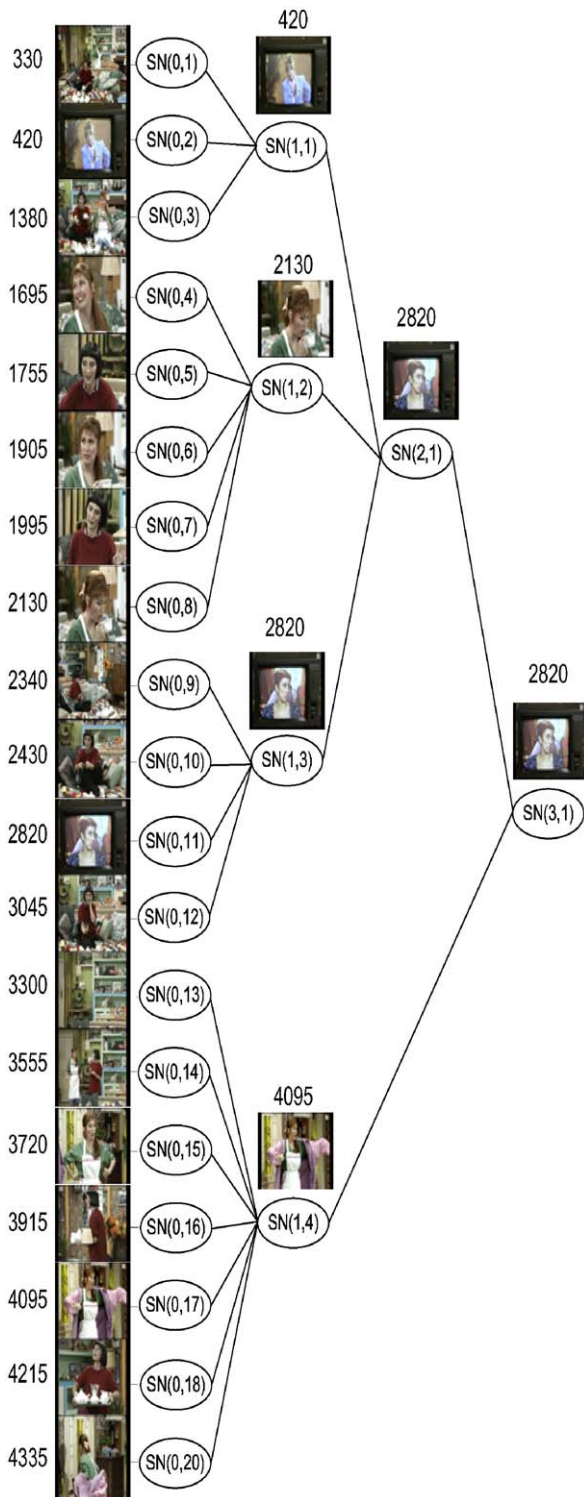 420
330 SN(0,1)
420 SN(0,2) SN(1,1)
1380 SN(0,3)
2130
1695 SN(0,4)
2820
1755 SN(0,5) SN(1,2)
1905 SN(0,6) SN(2,1)
1995 SN(0,7)
2130 SN(0,8)
2820
2340 SN(0,9)
2820
2430 SN(0,10) SN(1,3)
2820 SN(0,11) SN(3,1)
3045 SN(0,12)
3300 SN(0,13)
3555 SN(0,14)
4095
3720 SN(0,15)
3915 SN(0,16) SN(1,4)
4095 SN(0,17)
4215 SN(0,18)
4335 SN(0,20)